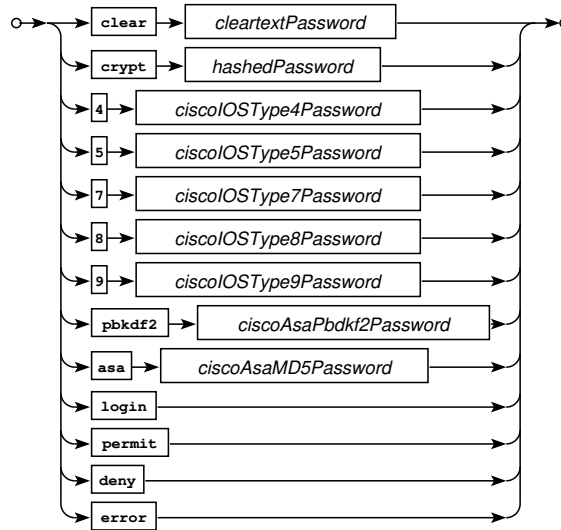 clear cleartextPassword
crypt hashedPassword
4 ciscoIOSType4Password
5 ciscoIOSType5Password
7 ciscoIOSType7Password
8 ciscoIOSType8Password
9 ciscoIOSType9Password
pbkdf2 ciscoAsaPbdkf2Password
asa ciscoAsaMD5Password
login
permit
deny
error